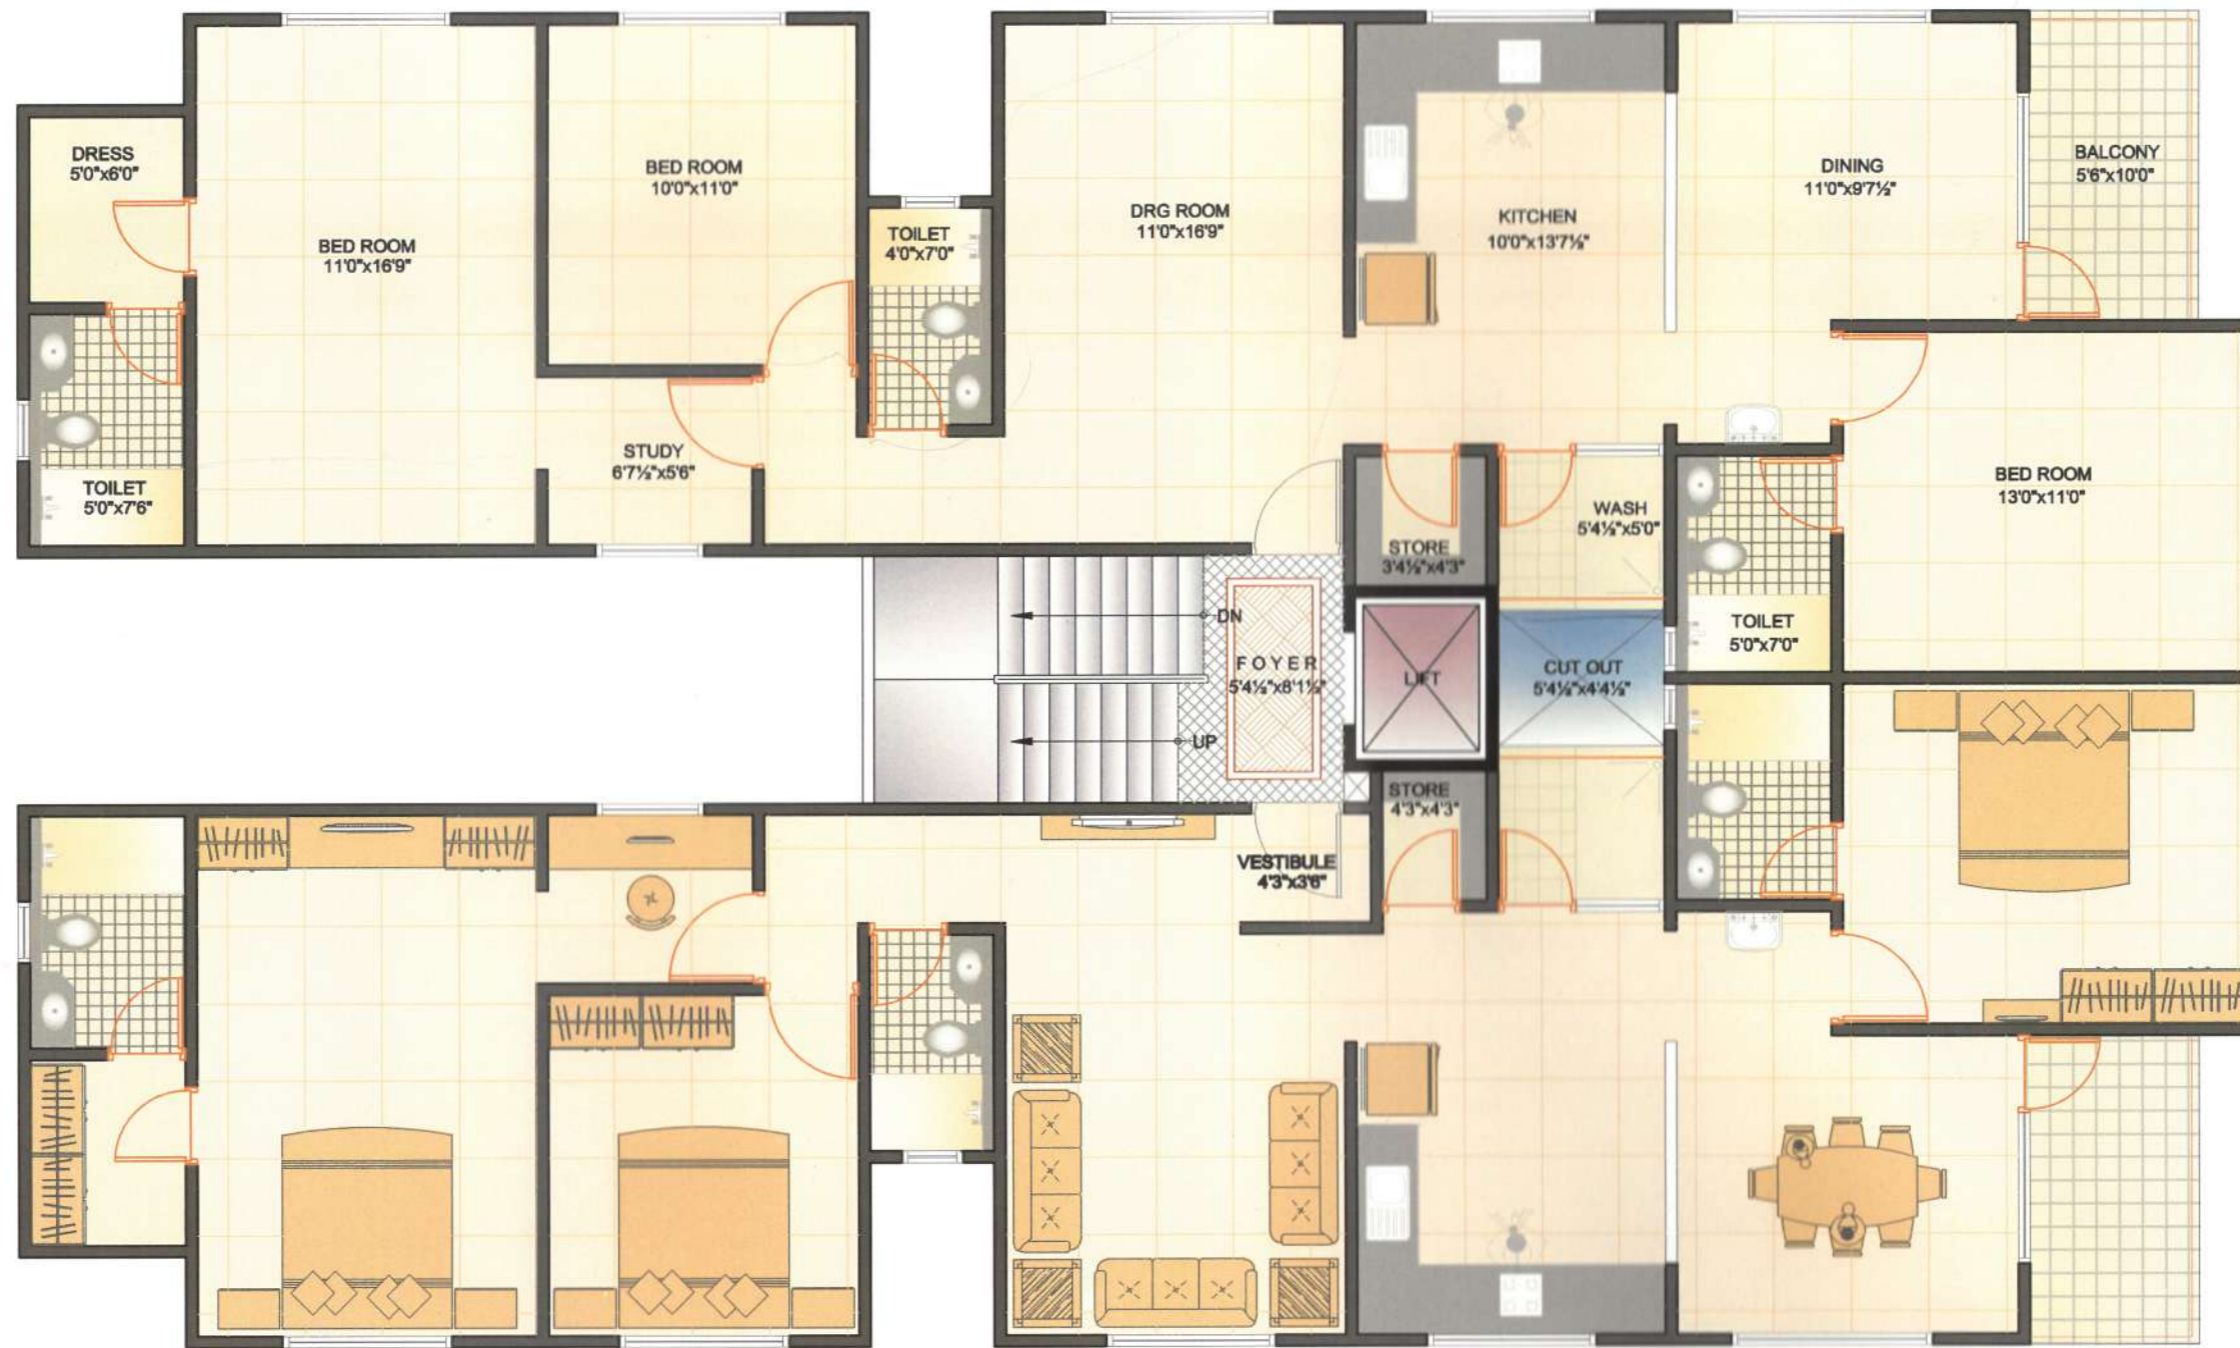 DRESS
5'0"x6'0"
BED ROOM
11'0"x16'9"
BED ROOM
10'0"x11'0"
TOILET
4'0"x7'0"
DRG ROOM
11'0"x16'9"
KITCHEN
10'0"x13'7½"
DINING
11'0"x9'7½"
BALCONY
5'6"x10'0"
TOILET
5'0"x7'6"
STUDY
6'7½"x5'6"
STORE
3'4½"x4'3"
WASH
5'4½"x5'0"
BED ROOM
13'0"x11'0"
DN
FOYER
5'4½"x8'1½"
UP
LIFT
CUT OUT
5'4½"x4'4½"
TOILET
5'0"x7'0"
STORE
4'3"x4'3"
VESTIBULE
4'3"x3'6"